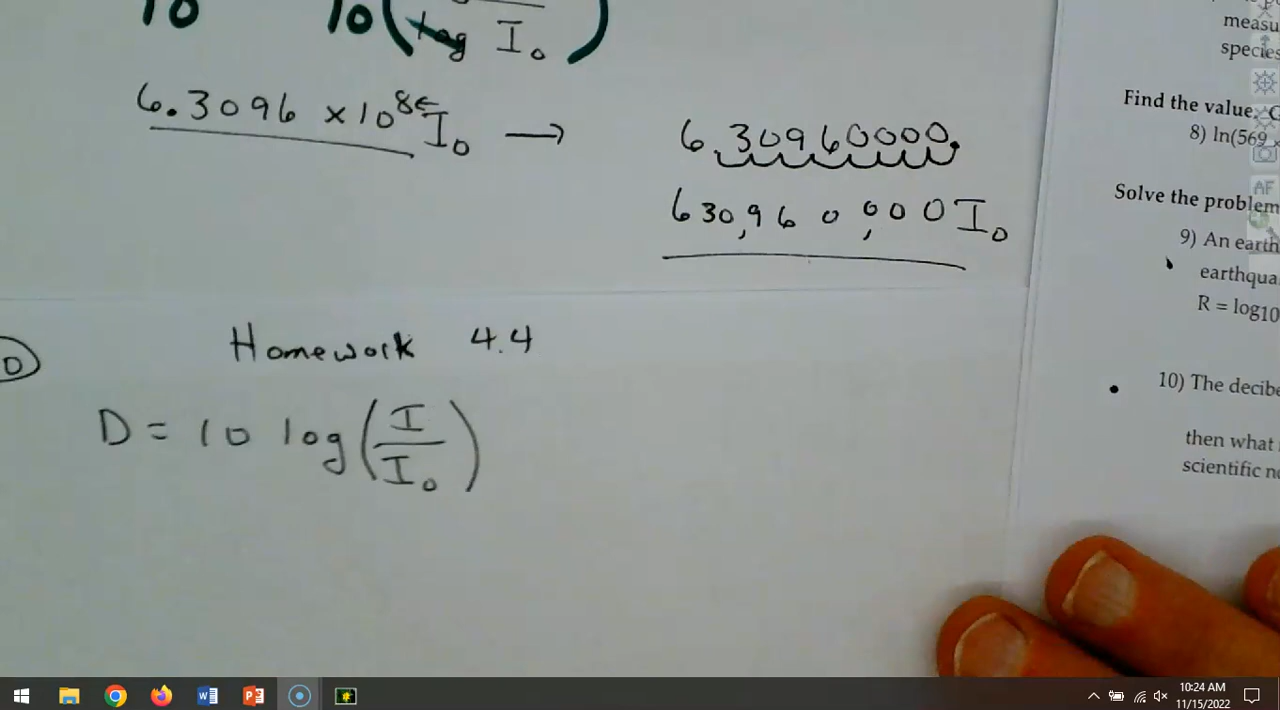 10 10(log I₀)
6.3096 ×10⁸ I₀ → 6.30960000.
630,960,000 I₀
Homework 4.4
D = 10 log(I/I₀)
measu
species
Find the value. C
8) ln(569
Solve the problem
9) An earth
earthqua
R = log10
10) The decibe
then what
scientific no
AF
10:24 AM
11/15/2022